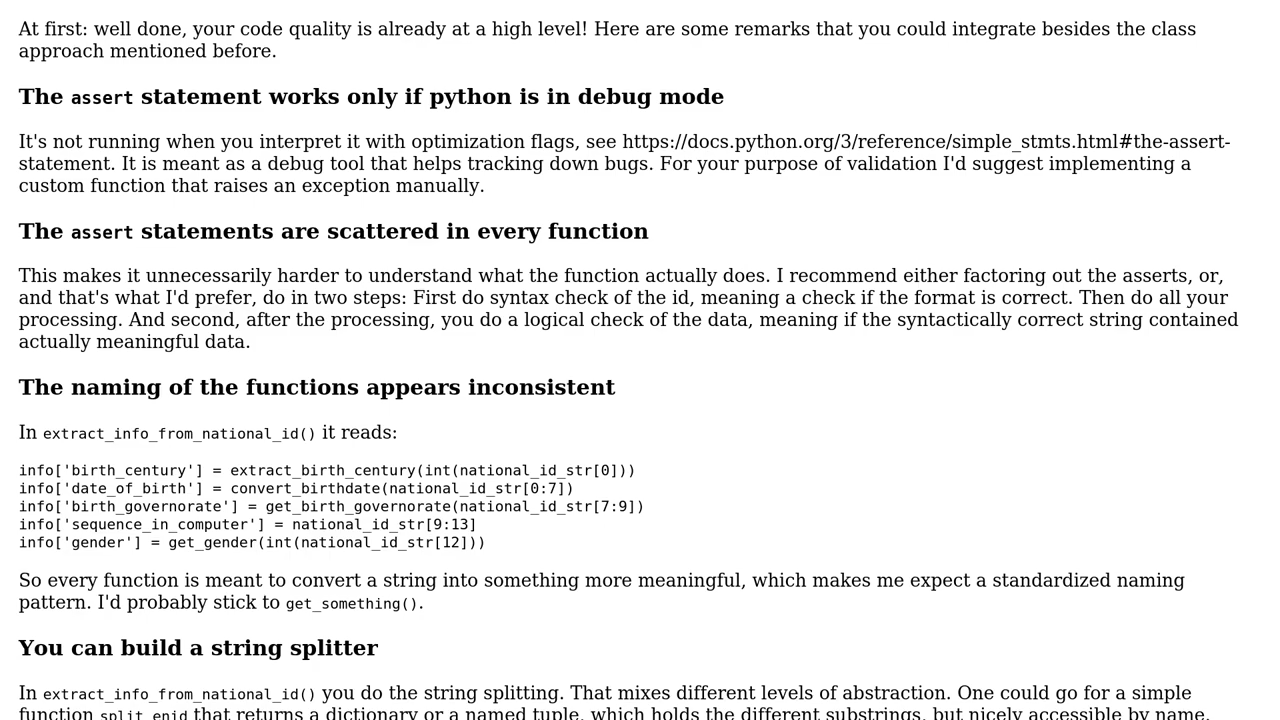 At first: well done, your code quality is already at a high level! Here are some remarks that you could integrate besides the class
approach mentioned before.
The assert statement works only if python is in debug mode
It's not running when you interpret it with optimization flags, see https://docs.python.org/3/reference/simple_stmts.html#the-assert-
statement. It is meant as a debug tool that helps tracking down bugs. For your purpose of validation I'd suggest implementing a
custom function that raises an exception manually.
The assert statements are scattered in every function
This makes it unnecessarily harder to understand what the function actually does. I recommend either factoring out the asserts, or,
and that's what I'd prefer, do in two steps: First do syntax check of the id, meaning a check if the format is correct. Then do all your
processing. And second, after the processing, you do a logical check of the data, meaning if the syntactically correct string contained
actually meaningful data.
The naming of the functions appears inconsistent
In extract_info_from_national_id() it reads:
info['birth_century'] = extract_birth_century(int(national_id_str[0]))
info['date_of_birth'] = convert_birthdate(national_id_str[0:7])
info['birth_governorate'] = get_birth_governorate(national_id_str[7:9])
info['sequence_in_computer'] = national_id_str[9:13]
info['gender'] = get_gender(int(national_id_str[12]))
So every function is meant to convert a string into something more meaningful, which makes me expect a standardized naming
pattern. I'd probably stick to get_something().
You can build a string splitter
In extract_info_from_national_id() you do the string splitting. That mixes different levels of abstraction. One could go for a simple
function split_enid that returns a dictionary or a named tuple, which holds the different substrings, but nicely accessible by name.